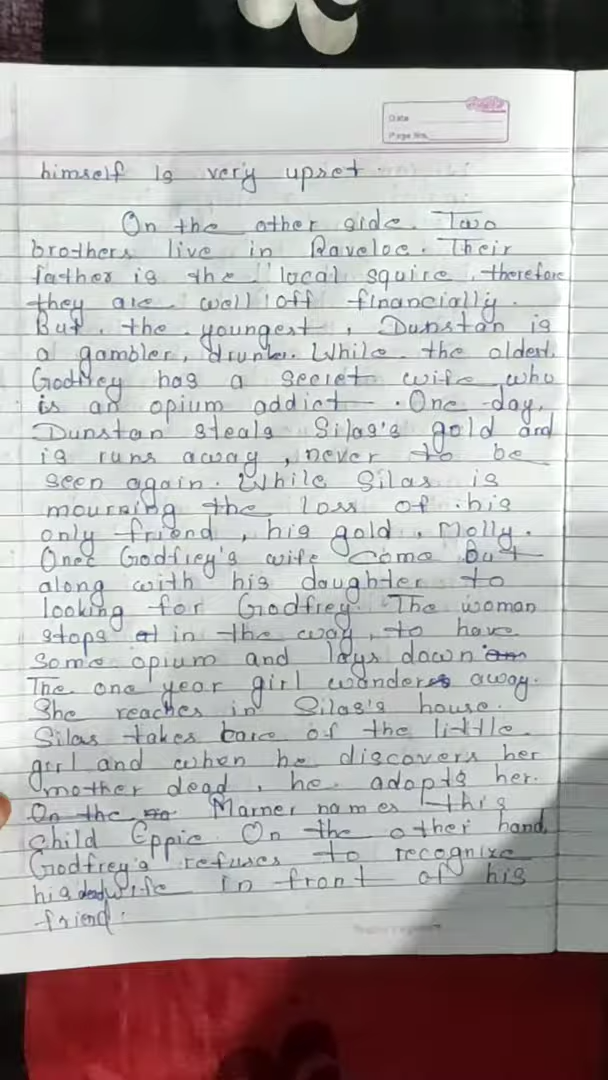 Date
Page No.
himself is very upset.
On the other side. Two
brothers live in Raveloe. Their
father is the local squire, therefore
they are well off financially.
But, the youngest, Dunstan is
a gambler, drunker. While the oldest.
Godfrey has a secret wife who
is an opium addict. One day,
Dunstan steals Silas's gold and
is runs away, never to be
seen again. While Silas is
mourning the loss of his
only friend, his gold. Molly.
One Godfrey's wife come but
along with his daughter to
looking for Godfrey. The woman
stops in the way, to have
some opium and lays down
The one year girl wanders away.
She reaches in Silas's house.
Silas takes care of the little
girl and when he discovers her
mother dead, he adopts her.
On the Marner names this
child Eppie. On the other hand,
Godfrey's refuses to recognize
his dead wife in front of his
friend.